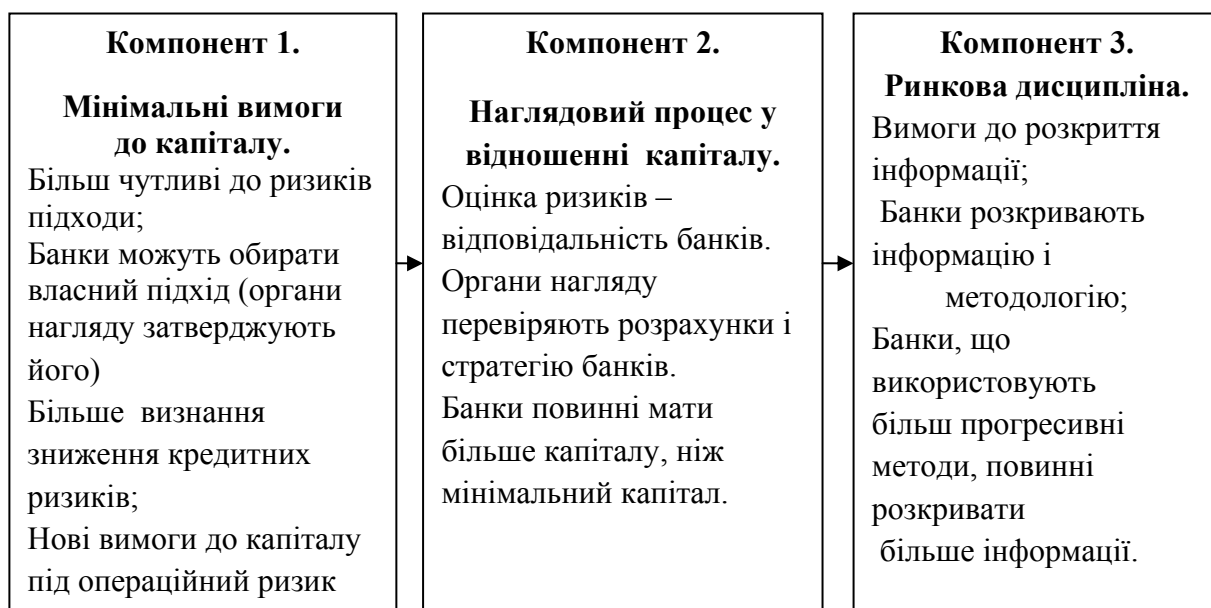 Компонент 1.
Мінімальні вимоги
до капіталу.
Більш чутливі до ризиків
підходи;
Банки можуть обирати
власний підхід (органи
нагляду затверджують
його)
Більше визнання
зниження кредитних
ризиків;
Нові вимоги до капіталу
під операційний ризик
Компонент 2.
Наглядовий процес у
відношенні капіталу.
Оцінка ризиків –
відповідальність банків.
Органи нагляду
перевіряють розрахунки і
стратегію банків.
Банки повинні мати
більше капіталу, ніж
мінімальний капітал.
Компонент 3.
Ринкова дисципліна.
Вимоги до розкриття
інформації;
Банки розкривають
інформацію і
методологію;
Банки, що
використовують
більш прогресивні
методи, повинні
розкривати
більше інформації.